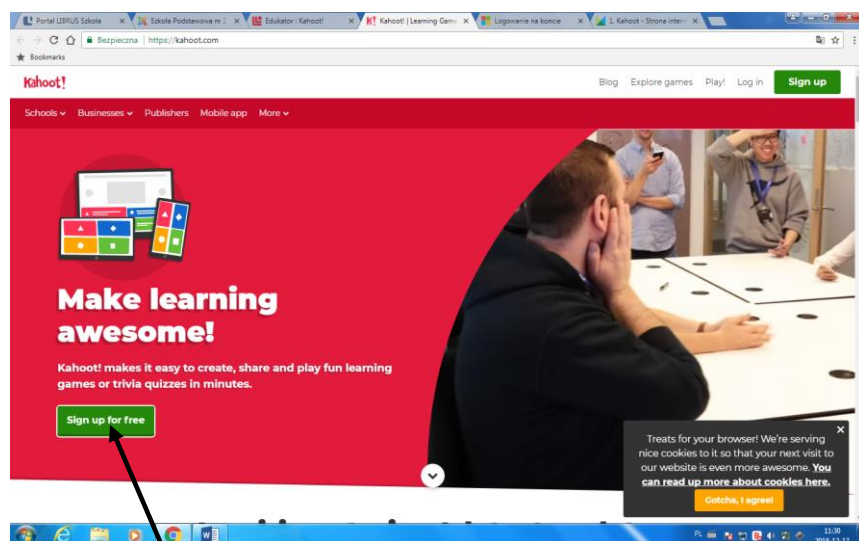 Portal LIBRUS Szkoła
Szkoła Podstawowa nr 2
Edukator : Kahoot!
Kahoot! | Learning Game
Logowanie na koncie
1. Kahoot - Strona intern
Bezpieczna | https://kahoot.com
Bookmarks
Kahoot!
Blog Explore games Play! Log in Sign up
Schools Businesses Publishers Mobile app More
Make learning
awesome!
Kahoot! makes it easy to create, share and play fun learning
games or trivia quizzes in minutes.
Sign up for free
Treats for your browser! We're serving
nice cookies to it so that your next visit to
our website is even more awesome. You
can read up more about cookies here.
Gotcha, I agree!
PL
11:30